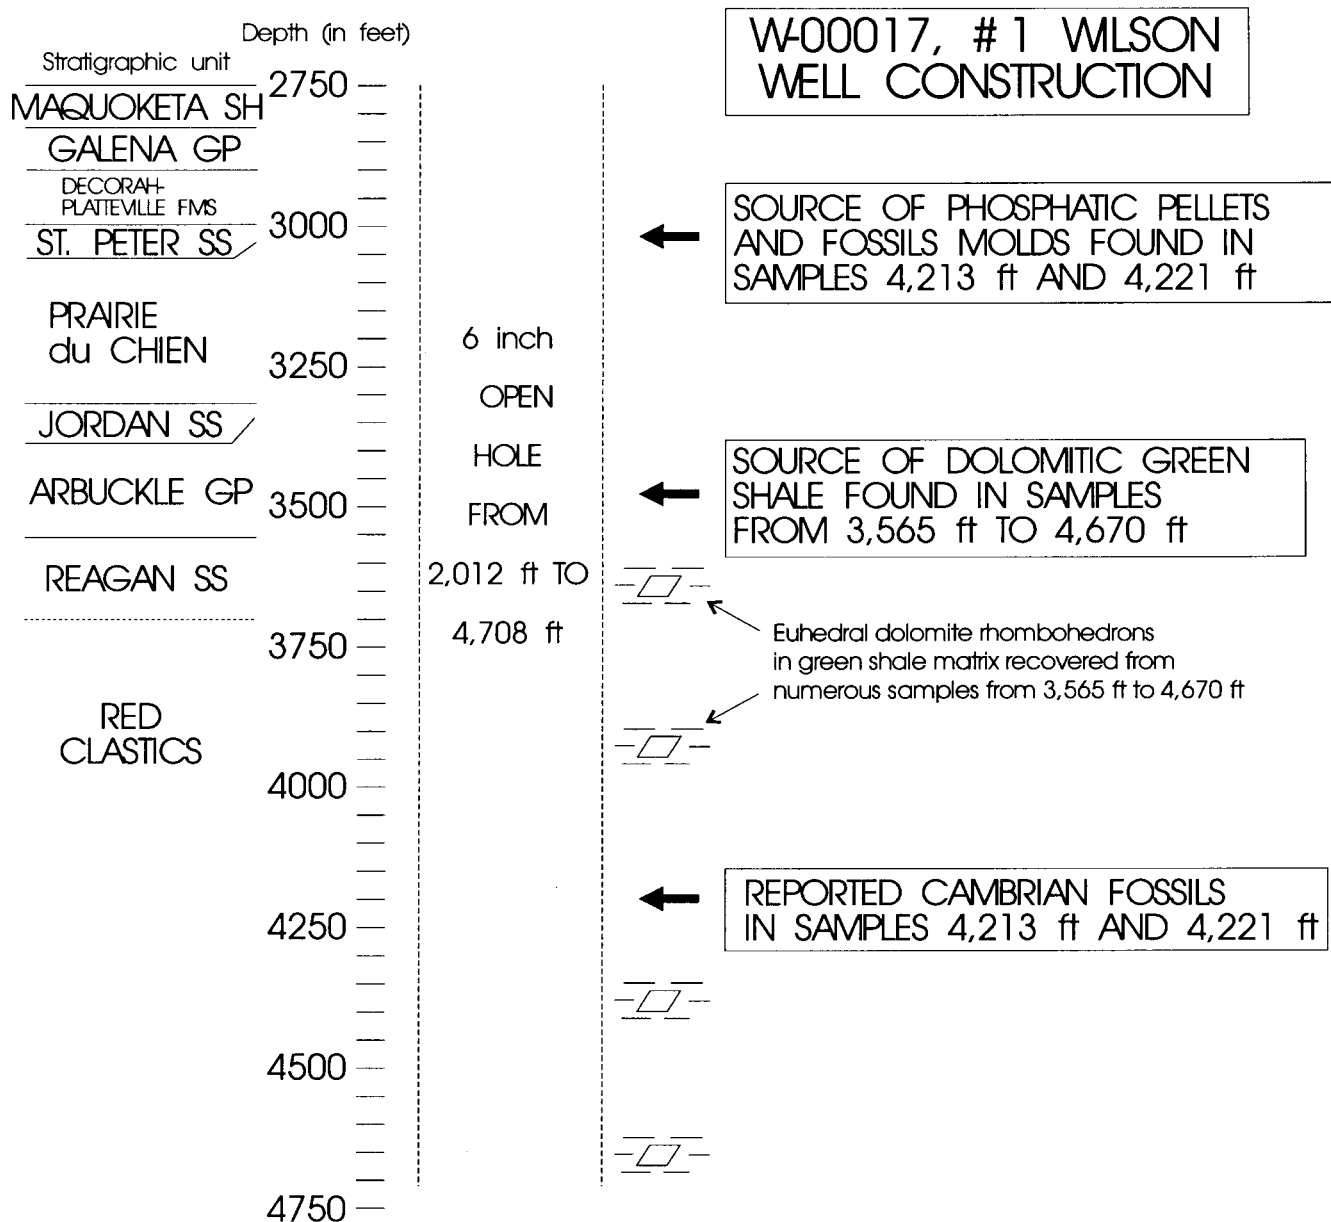 W-00017, #1 WILSON
WELL CONSTRUCTION
Depth (in feet)
Stratigraphic unit
MAQUOKETA SH
GALENA GP
DECORAH-
PLATTEVILLE FMS
ST. PETER SS
PRAIRIE
du CHIEN
JORDAN SS
ARBUCKLE GP
REAGAN SS
RED
CLASTICS
2750
3000
3250
3500
3750
4000
4250
4500
4750
6 inch
OPEN
HOLE
FROM
2,012 ft TO
4,708 ft
SOURCE OF PHOSPHATIC PELLETS
AND FOSSILS MOLDS FOUND IN
SAMPLES 4,213 ft AND 4,221 ft
SOURCE OF DOLOMITIC GREEN
SHALE FOUND IN SAMPLES
FROM 3,565 ft TO 4,670 ft
Euhedral dolomite rhombohedrons
in green shale matrix recovered from
numerous samples from 3,565 ft to 4,670 ft
REPORTED CAMBRIAN FOSSILS
IN SAMPLES 4,213 ft AND 4,221 ft